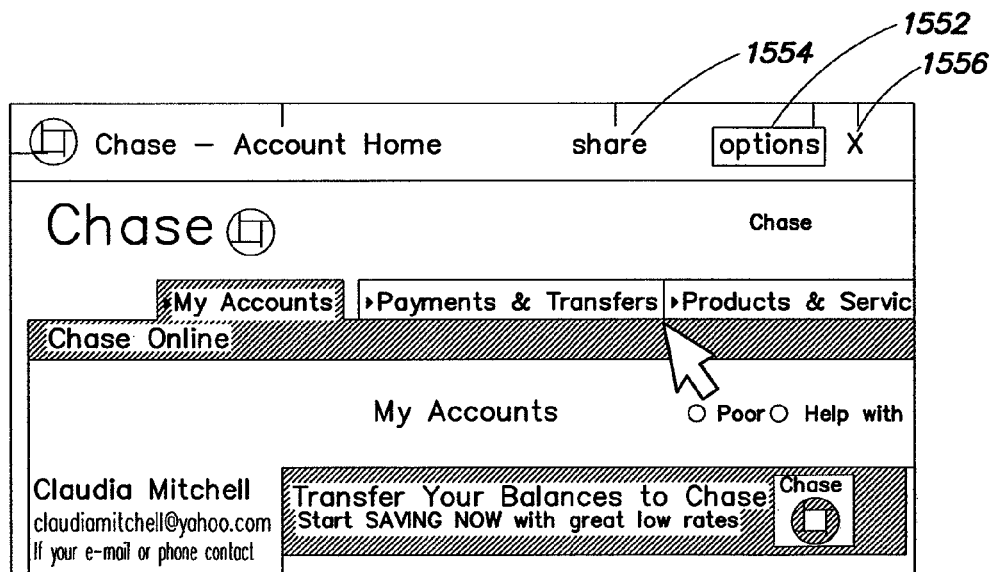 1552
1554
1556
Chase – Account Home share options X
Chase Chase
My Accounts Payments & Transfers Products & Servic
Chase Online
My Accounts Poor Help with
Claudia Mitchell
claudiamitchell@yahoo.com
If your e-mail or phone contact
Transfer Your Balances to Chase
Start SAVING NOW with great low rates
Chase